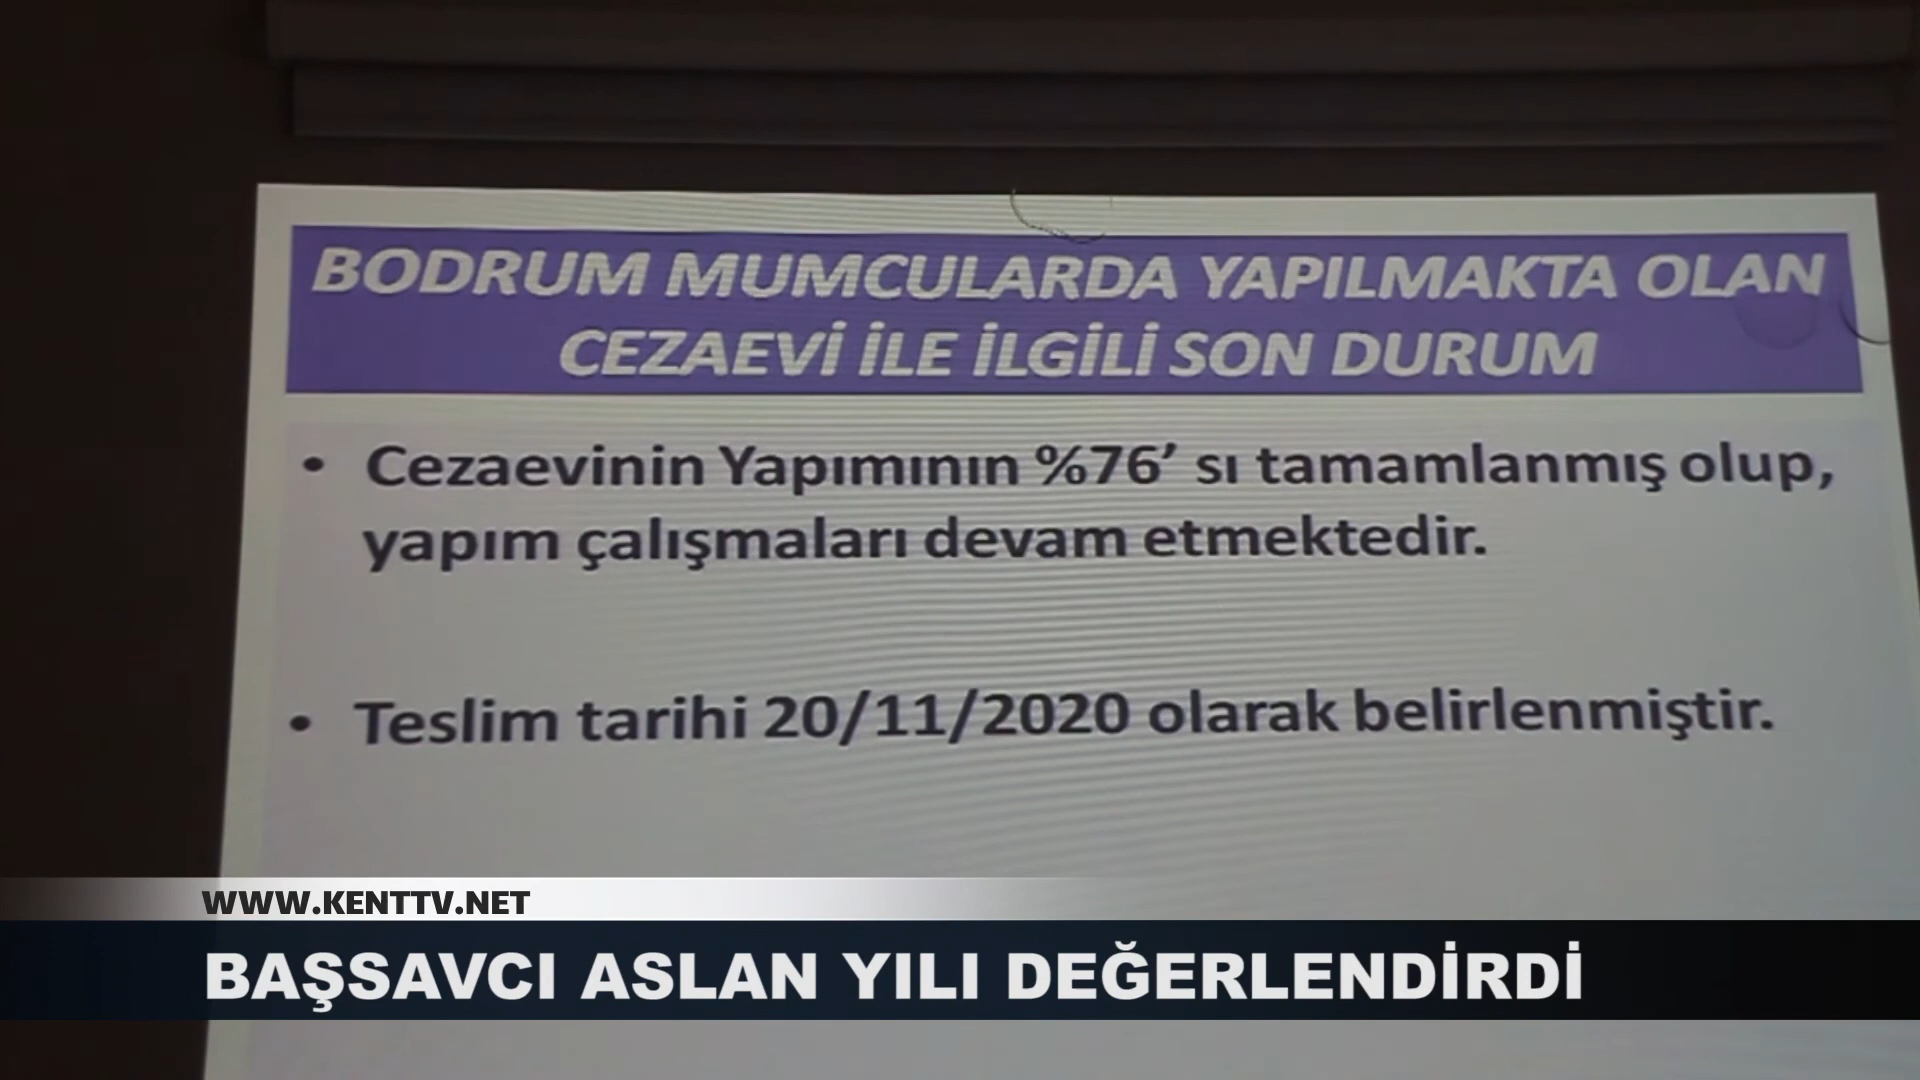 BODRUM MUMCULARDA YAPILMAKTA OLAN
CEZAEVİ İLE İLGİLİ SON DURUM
• Cezaevinin Yapımının %76’ sı tamamlanmış olup,
yapım çalışmaları devam etmektedir.
• Teslim tarihi 20/11/2020 olarak belirlenmiştir.
WWW.KENTTV.NET
BAŞSAVCI ASLAN YILI DEĞERLENDİRDİ